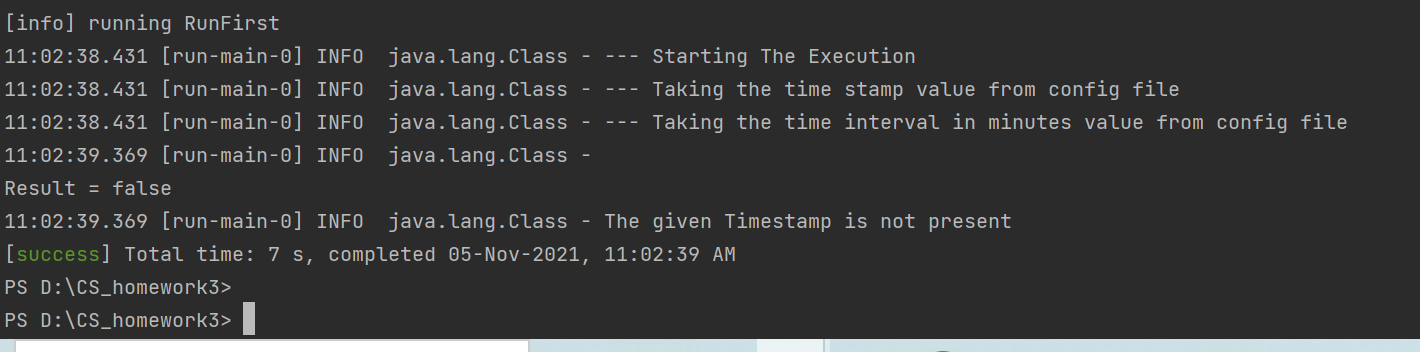 [info] running RunFirst
11:02:38.431 [run-main-0] INFO  java.lang.Class - --- Starting The Execution
11:02:38.431 [run-main-0] INFO  java.lang.Class - --- Taking the time stamp value from config file
11:02:38.431 [run-main-0] INFO  java.lang.Class - --- Taking the time interval in minutes value from config file
11:02:39.369 [run-main-0] INFO  java.lang.Class -
Result = false
11:02:39.369 [run-main-0] INFO  java.lang.Class - The given Timestamp is not present
[success] Total time: 7 s, completed 05-Nov-2021, 11:02:39 AM
PS D:\CS_homework3>
PS D:\CS_homework3>